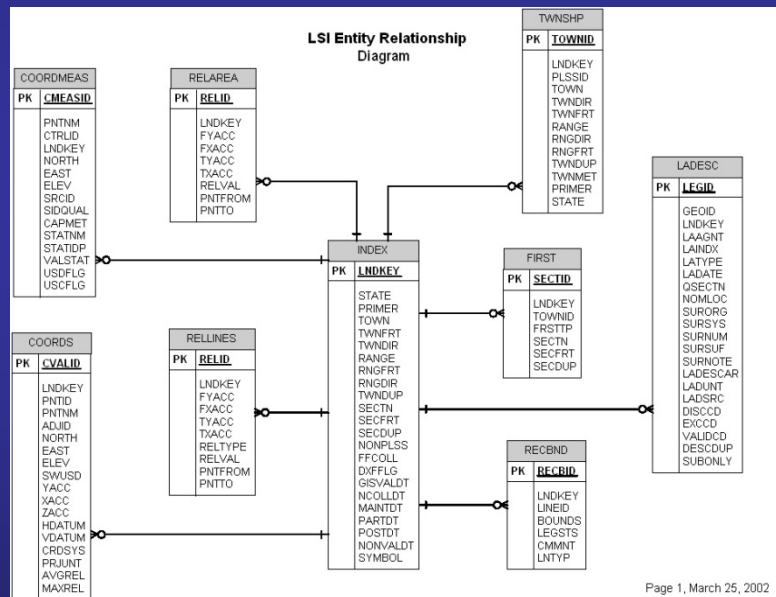 LSI Entity Relationship
Diagram
COORDMEAS
PK CMEASID
PNTNM
CTRLID
LNDKEY
NORTH
EAST
ELEV
SRCID
SIDQUAL
CAPMET
STATNM
STATIDP
VALSTAT
USDFLG
USCFLG
RELAREA
PK RELID
LNDKEY
FYACC
FXACC
TYACC
TXACC
RELVAL
PNTFROM
PNTTO
TWNSHP
PK TOWNID
LNDKEY
PLSSID
TOWN
TWNDIR
TWNFRT
RANGE
RNGDIR
RNGFRT
TWNDUP
TWNMET
PRIMER
STATE
LADESC
PK LEGID
GEOID
LNDKEY
LAAGNT
LAINDX
LATYPE
LADATE
QSECTN
NOMLOC
SURORG
SURSYS
SURNUM
SURSUF
SURNOTE
LADESCAR
LADUNT
LADSRC
DISCCD
EXCCD
VALIDCD
DESCDUP
SUBONLY
INDEX
PK LNDKEY
STATE
PRIMER
TOWN
TWNFRT
TWNDIR
RANGE
RNGFRT
RNGDIR
TWNDUP
SECTN
SECFRT
SECDUP
NONPLSS
FFCOLL
DXFFLG
GISVALDT
NCOLLDT
MAINTDT
PARTDT
POSTDT
NONVALDT
SYMBOL
FIRST
PK SECTID
LNDKEY
TOWNID
FRSTTP
SECTN
SECFRT
SECDUP
COORDS
PK CVALID
LNDKEY
PNTID
PNTNM
ADJID
NORTH
EAST
ELEV
SWUSD
YACC
XACC
ZACC
HDATUM
VDATUM
CRDSYS
PRJUNT
AVGREL
MAXREL
RELLINES
PK RELID
LNDKEY
FYACC
FXACC
TYACC
TXACC
RELTYPE
RELVAL
PNTFROM
PNTTO
RECBND
PK RECBID
LNDKEY
LINEID
BOUNDS
LEGSTS
CMMNT
LNTYP
Page 1, March 25, 2002